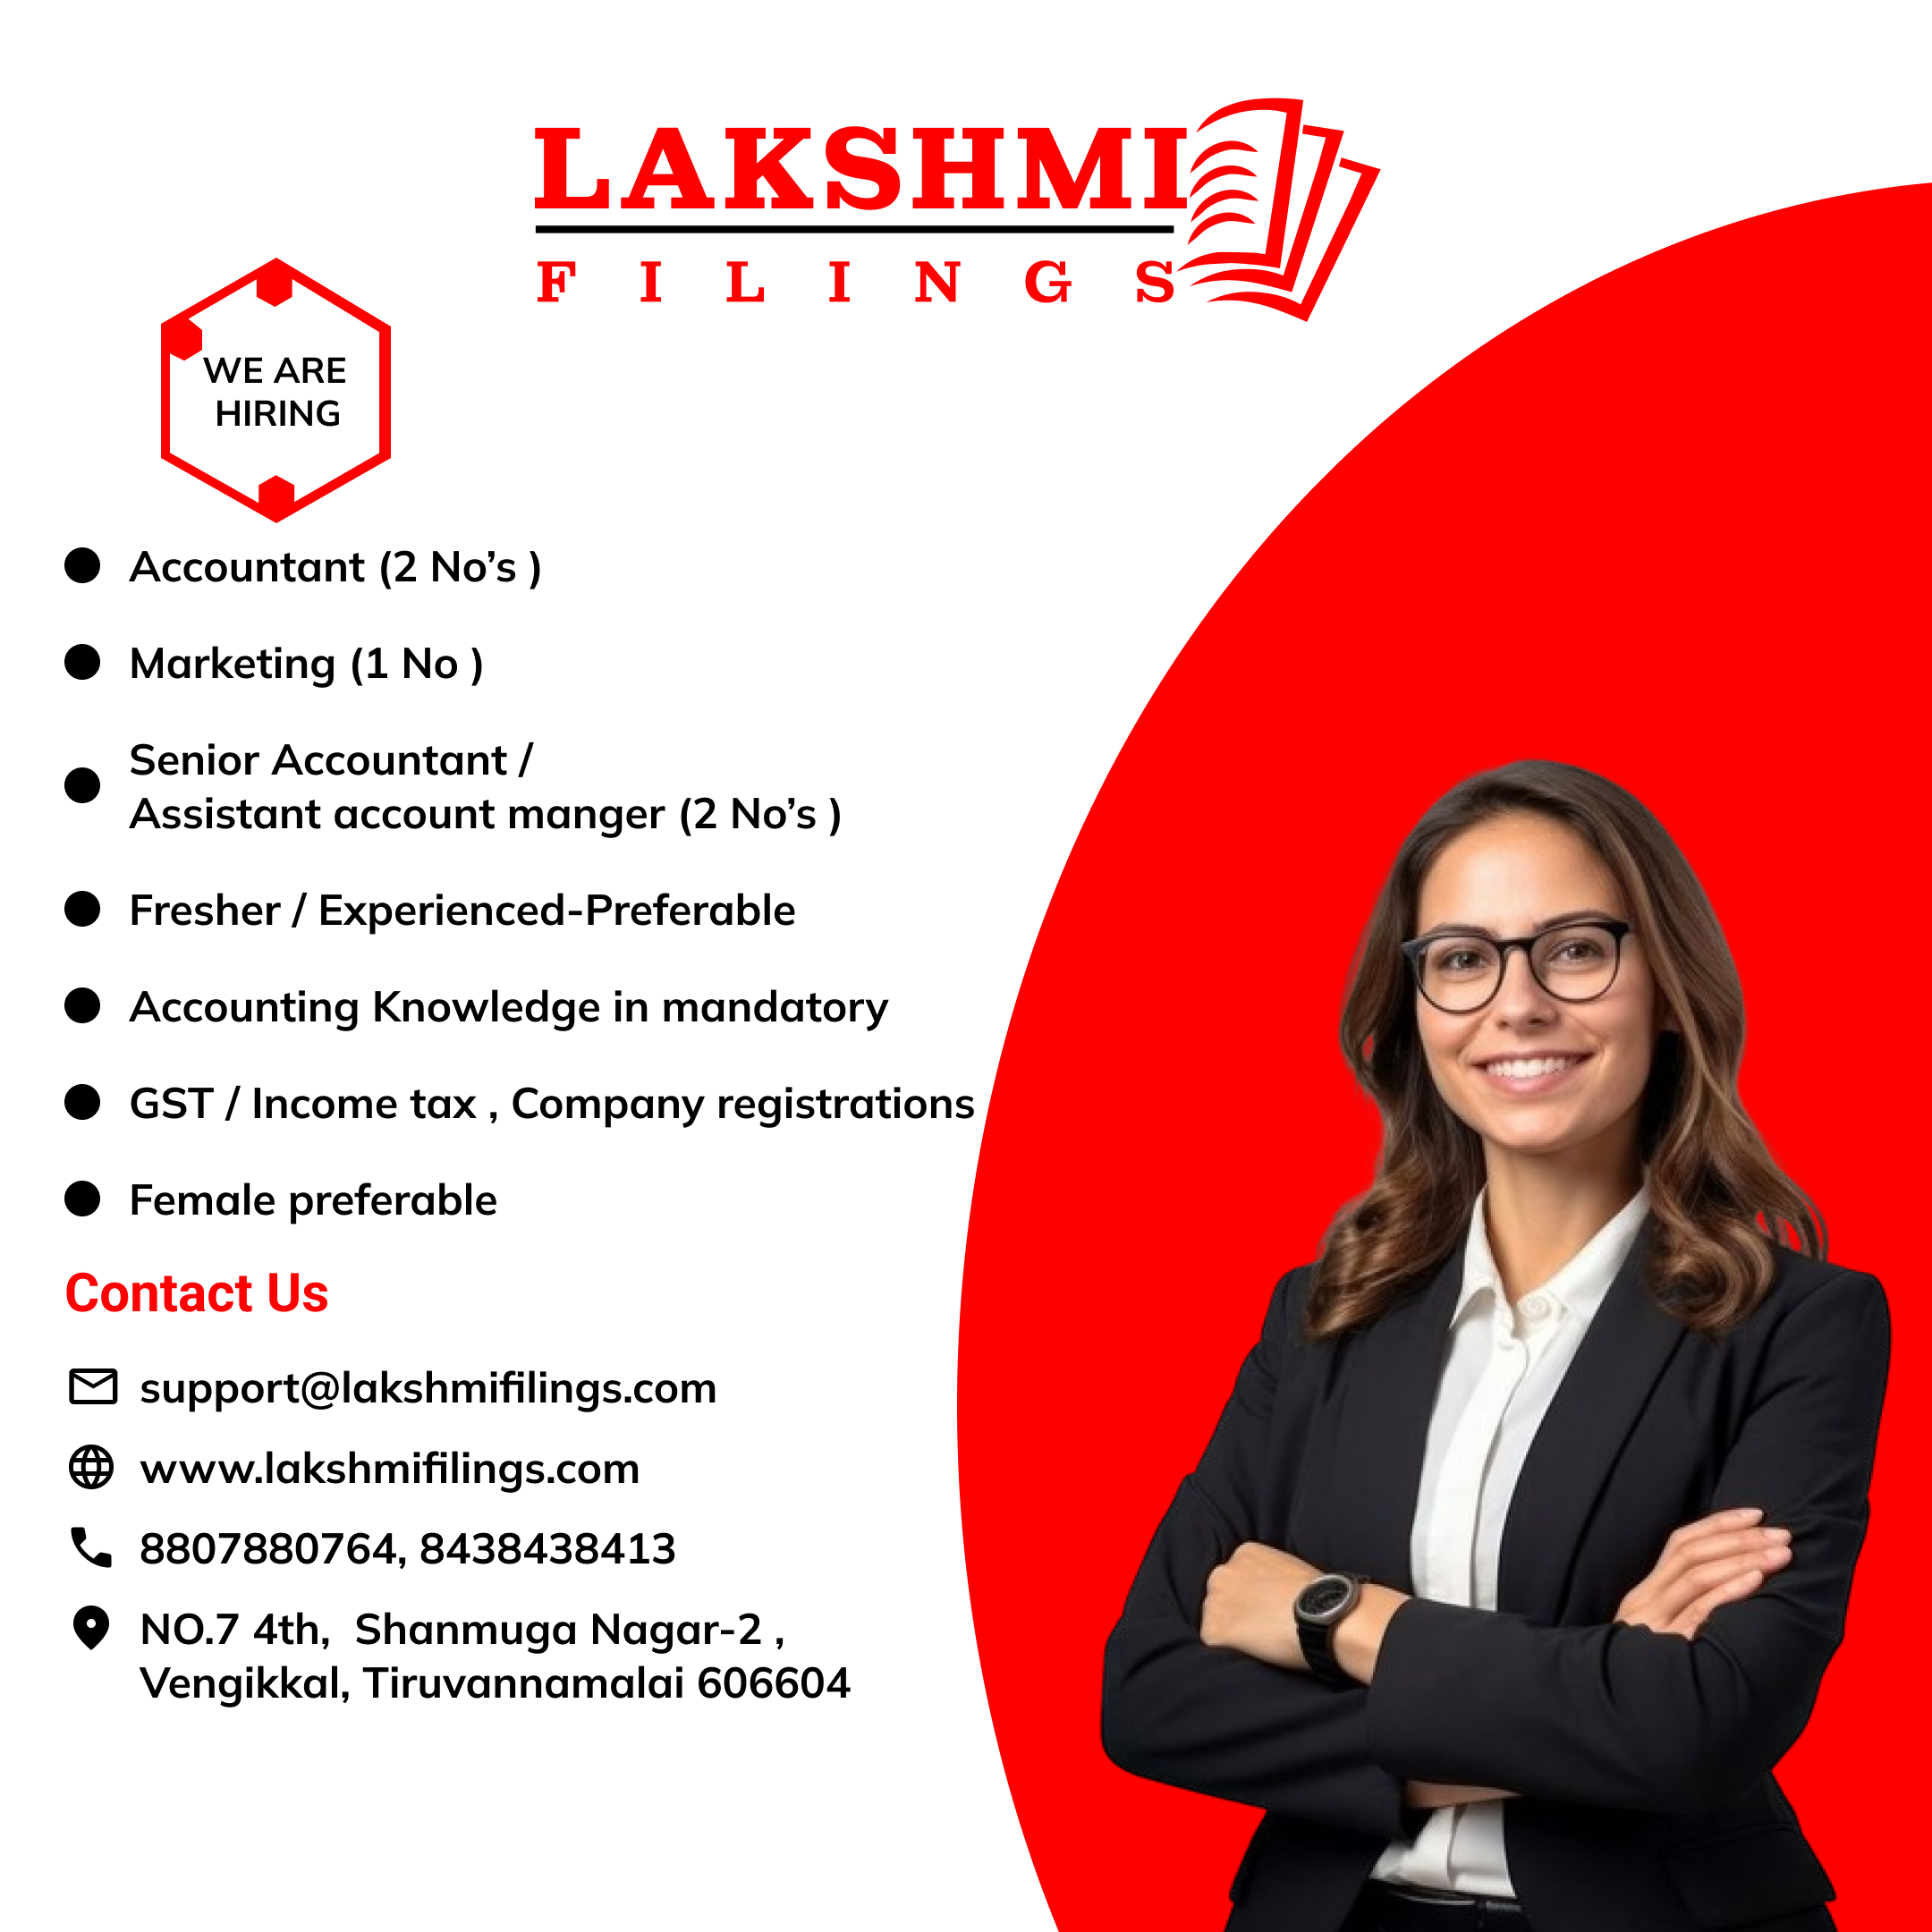 LAKSHMI
FILINGS
WE ARE
HIRING
Accountant (2 No’s )
Marketing (1 No )
Senior Accountant /
Assistant account manger (2 No’s )
Fresher / Experienced-Preferable
Accounting Knowledge in mandatory
GST / Income tax , Company registrations
Female preferable
Contact Us
support@lakshmifilings.com
www.lakshmifilings.com
8807880764, 8438438413
NO.7 4th,  Shanmuga Nagar-2 ,
Vengikkal, Tiruvannamalai 606604